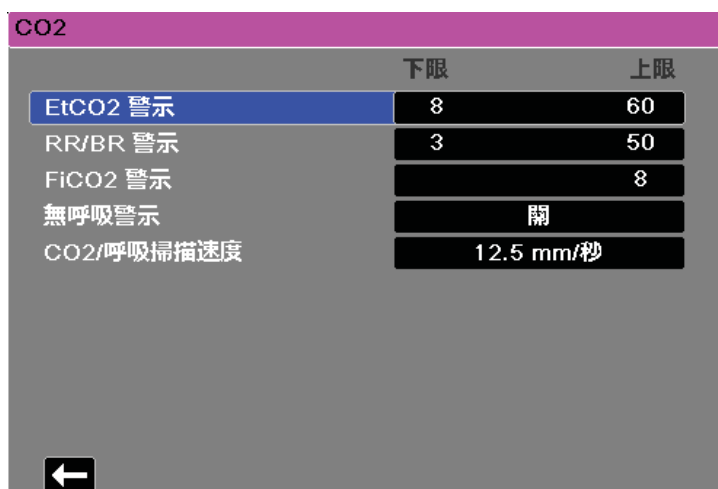 CO2
下限 上限
EtCO2 警示 8 60
RR/BR 警示 3 50
FiCO2 警示 8
無呼吸警示 關
CO2/呼吸掃描速度 12.5 mm/秒